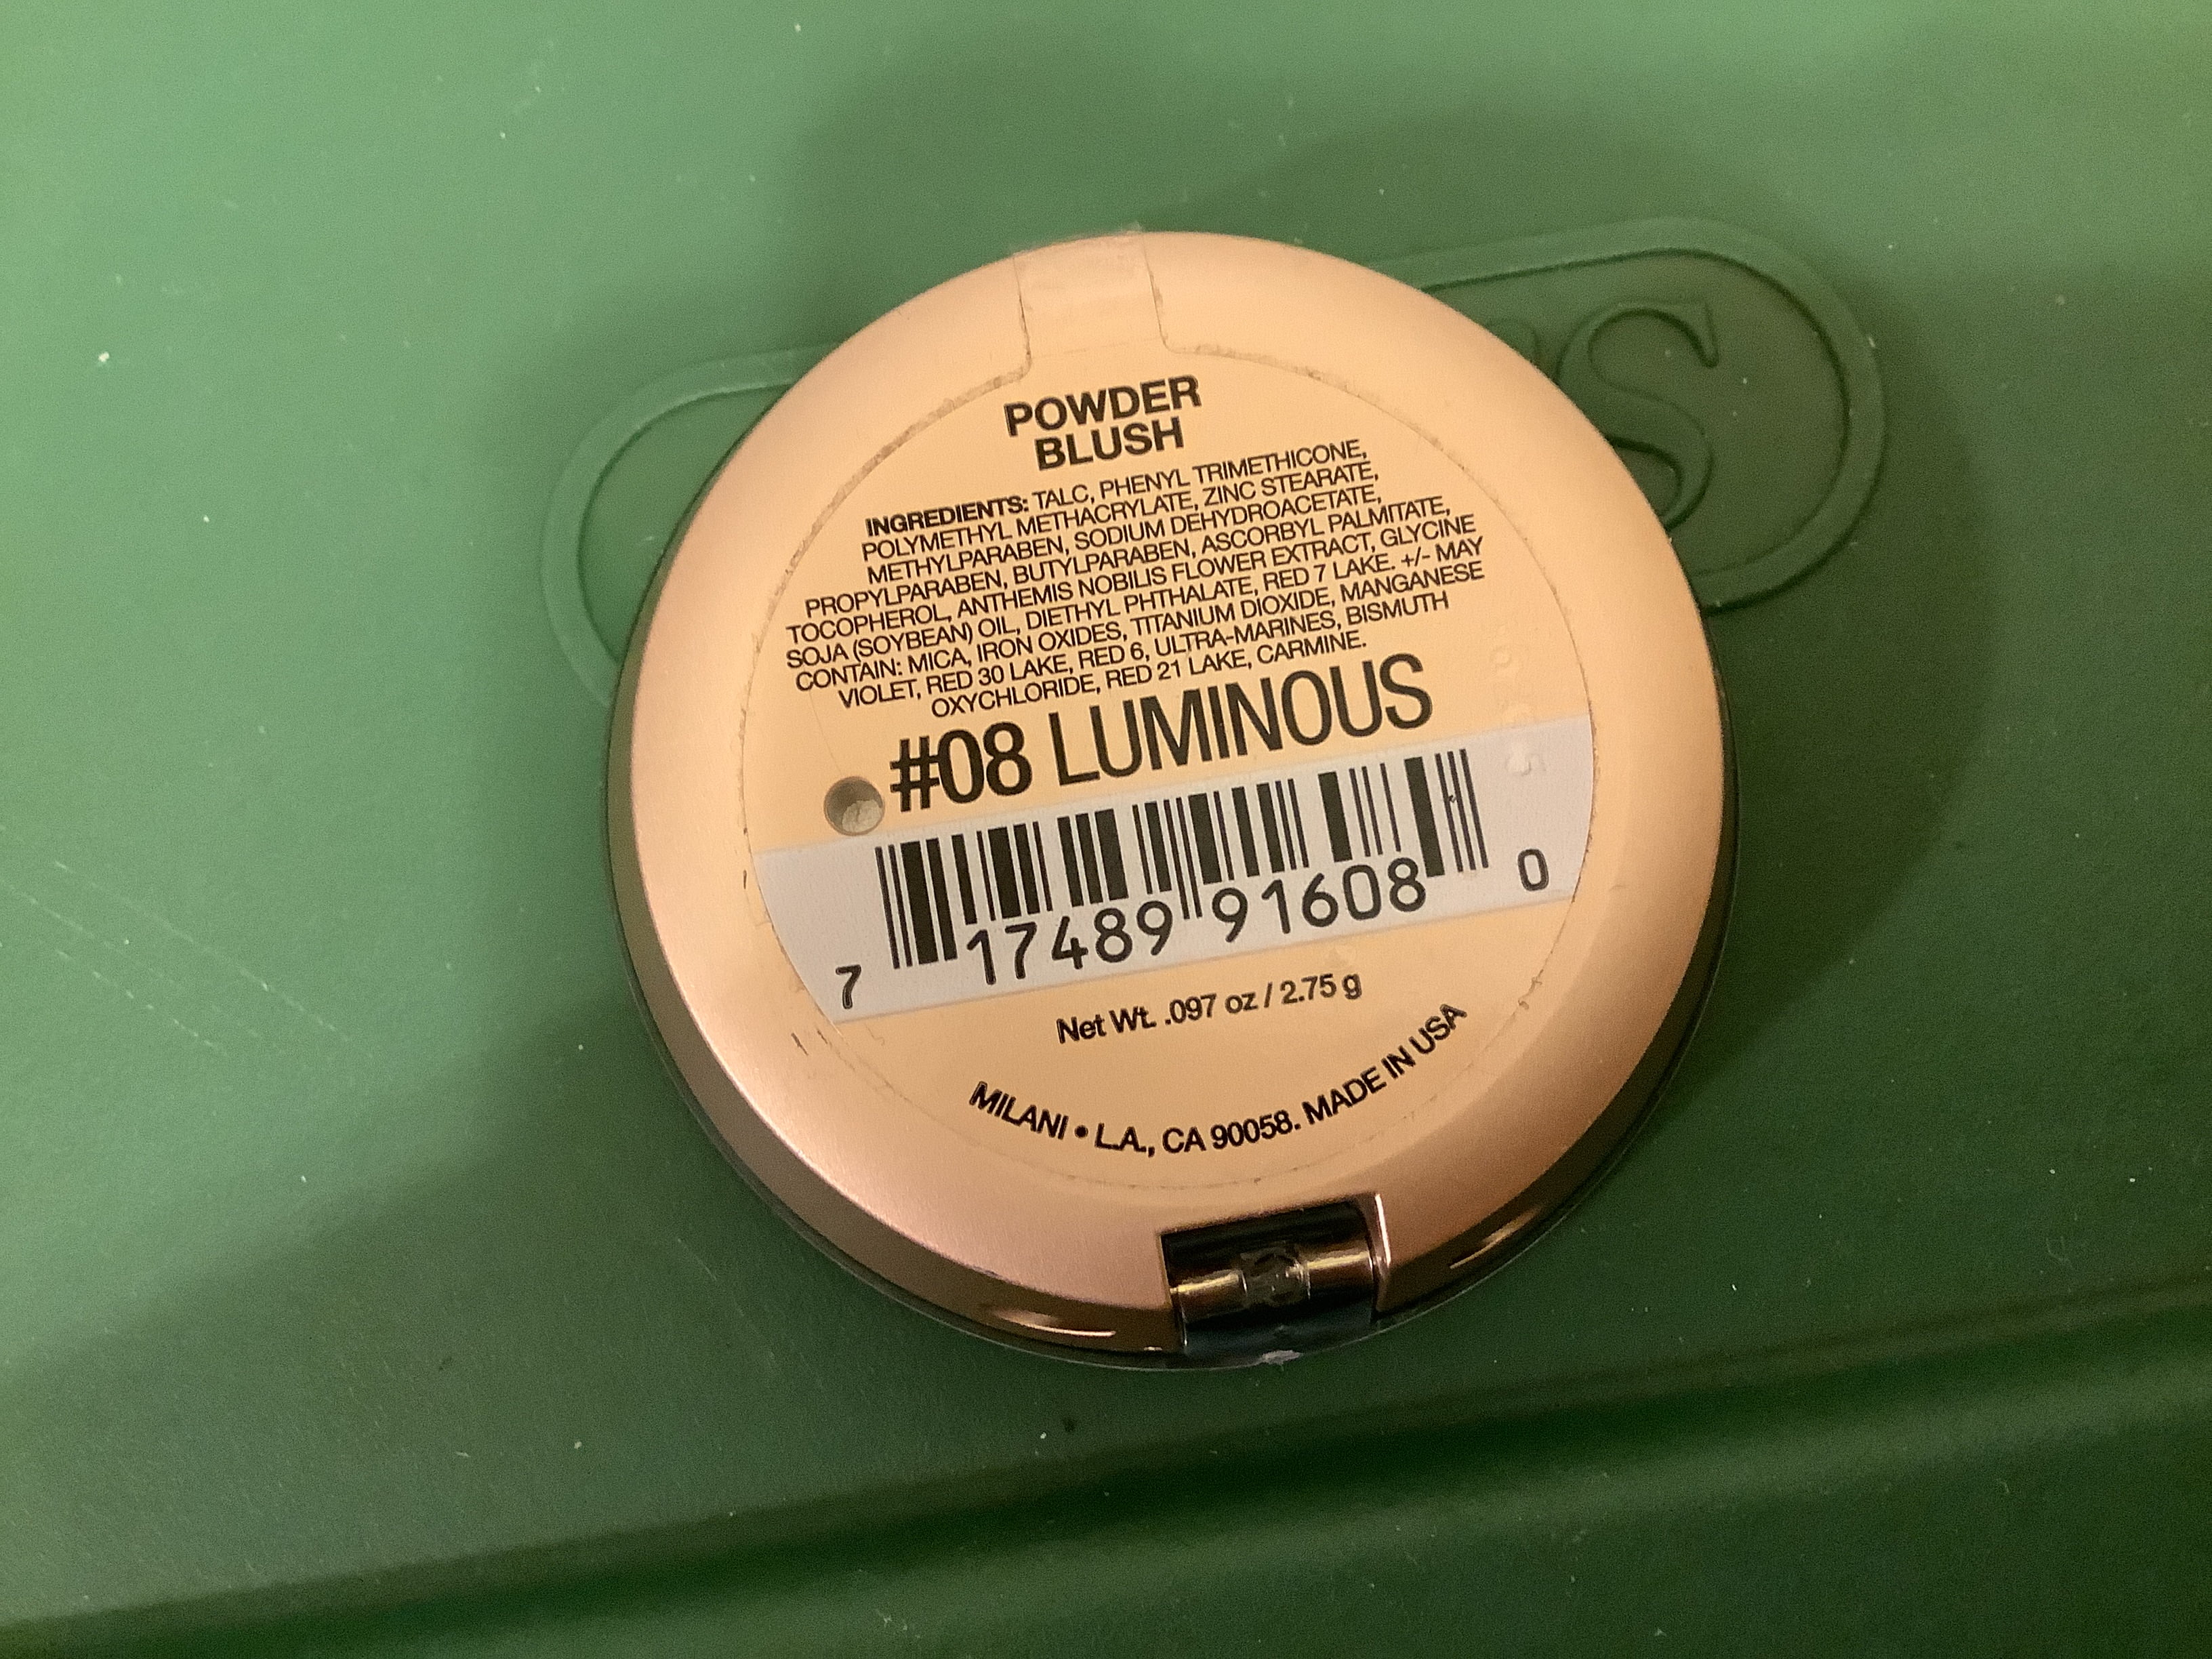 POWDER
BLUSH
INGREDIENTS: TALC, PHENYL TRIMETHICONE,
POLYMETHYL METHACRYLATE, ZINC STEARATE,
METHYLPARABEN, SODIUM DEHYDROACETATE,
PROPYLPARABEN, BUTYLPARABEN, ASCORBYL PALMITATE,
TOCOPHEROL, ANTHEMIS NOBILIS FLOWER EXTRACT, GLYCINE
SOJA (SOYBEAN) OIL, DIETHYL PHTHALATE, RED 7 LAKE. +/- MAY
CONTAIN: MICA, IRON OXIDES, TITANIUM DIOXIDE, MANGANESE
VIOLET, RED 30 LAKE, RED 6, ULTRA-MARINES, BISMUTH
OXYCHLORIDE, RED 21 LAKE, CARMINE.
#08 LUMINOUS
7 17489 91608 0
Net Wt. .097 oz / 2.75 g
MILANI • L.A., CA 90058. MADE IN USA
S